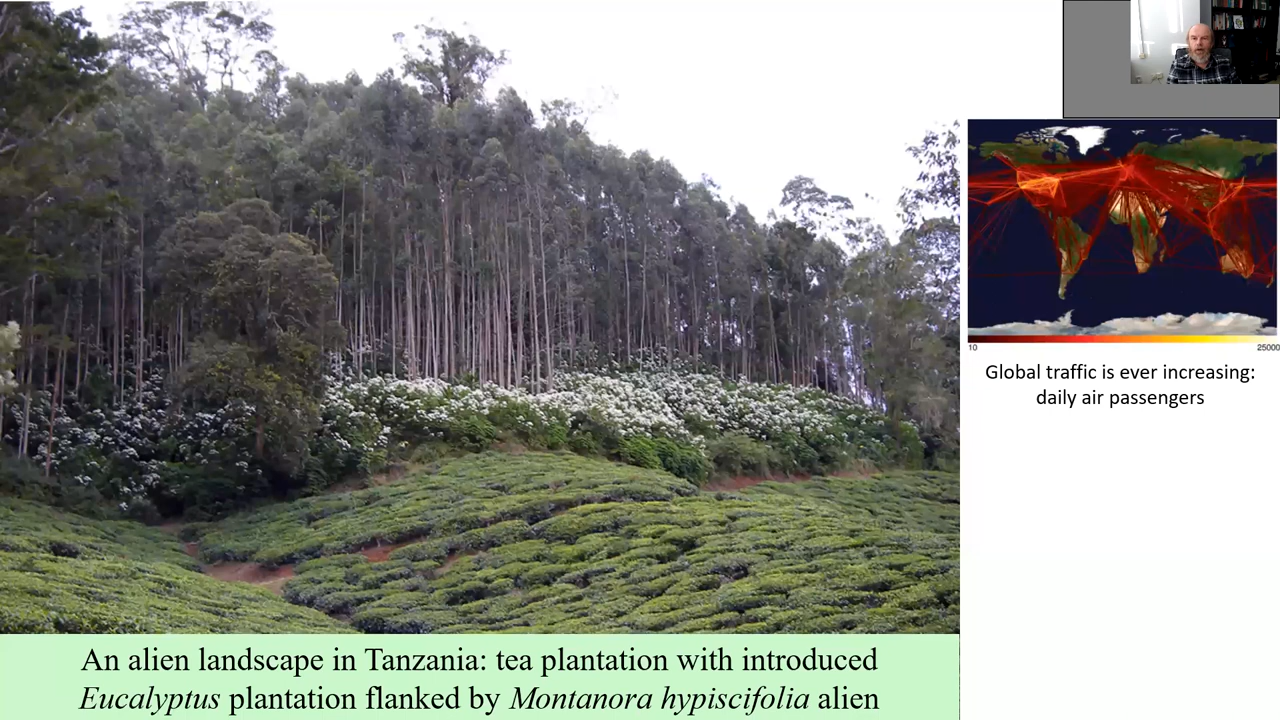 10
25000
Global traffic is ever increasing:
daily air passengers
An alien landscape in Tanzania: tea plantation with introduced
Eucalyptus plantation flanked by Montanora hypiscifolia alien